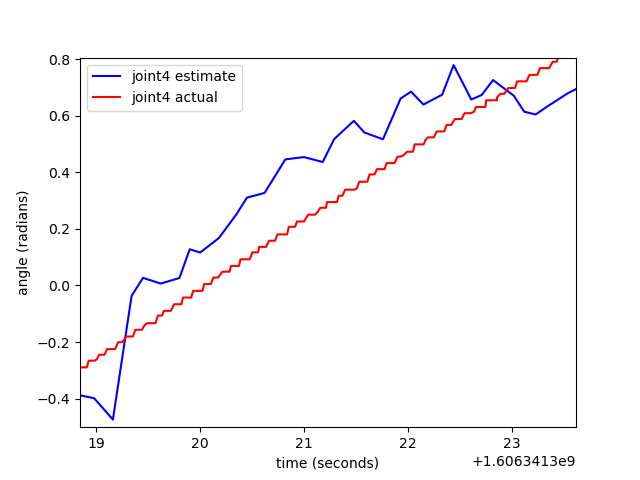 joint4 estimate
joint4 actual
0.8
0.6
0.4
0.2
0.0
−0.2
−0.4
angle (radians)
19
20
21
22
23
time (seconds)
+1.6063413e9